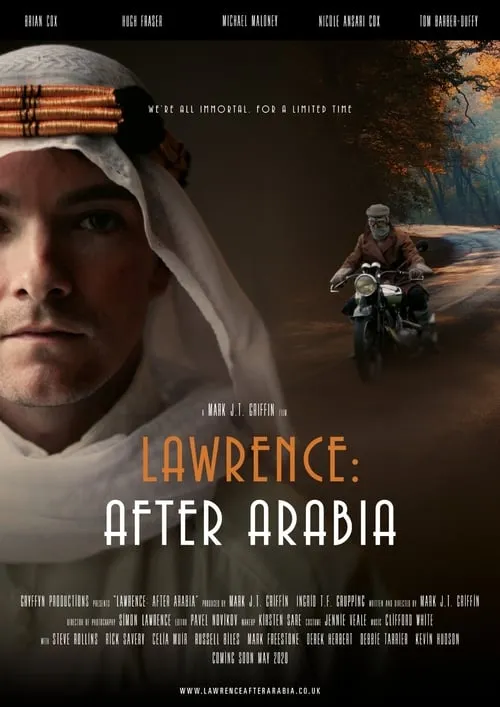 BRIAN COX HUGH FRASER MICHAEL MALONEY NICOLE ANSARI COX TOM BARBER-DUFFY
WE'RE ALL IMMORTAL, FOR A LIMITED TIME
A MARK J.T. GRIFFIN FILM
LAWRENCE:
AFTER ARABIA
GRYFFYN PRODUCTIONS PRESENTS "LAWRENCE: AFTER ARABIA" PRODUCED BY MARK J.T. GRIFFIN INGRID T.F. CRUPPING WRITTEN AND DIRECTED BY MARK J.T. GRIFFIN
DIRECTOR OF PHOTOGRAPHY SIMON LAWRENCE EDITOR PAVEL NOVIKOV MAKEUP KIRSTEN SARE COSTUME JENNIE VEALE MUSIC CLIFFORD WHITE
WITH STEVE ROLLINS RICK SAVERY CELIA MUIR RUSSELL BILES MARK FREESTONE DEREK HERBERT DEBBIE TARRIER KEVIN HUDSON
COMING SOON MAY 2020
WWW.LAWRENCEAFTERARABIA.CO.UK